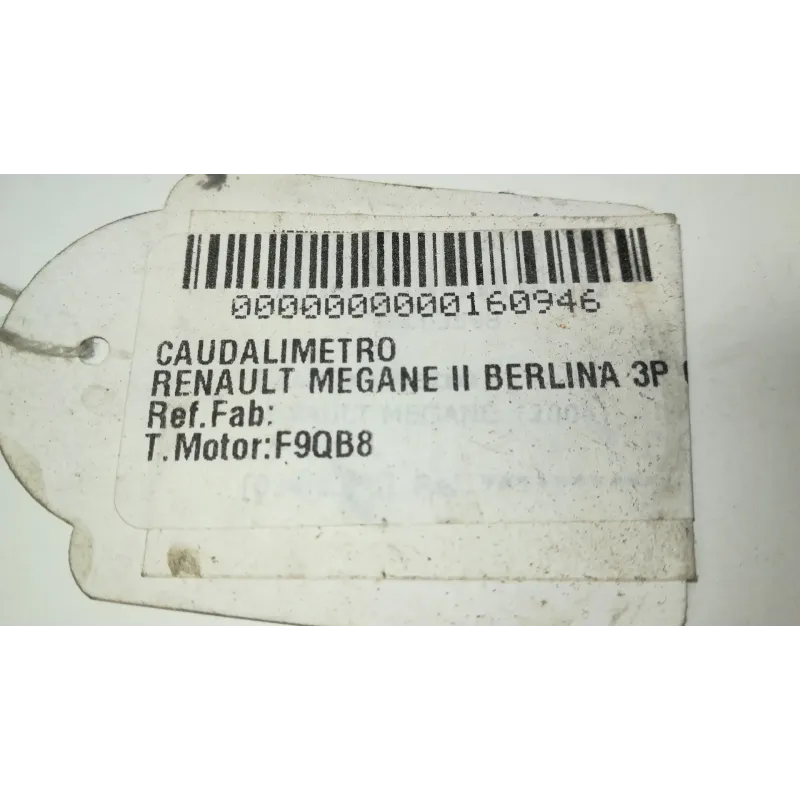 0000000000160946
CAUDALIMETRO
RENAULT MEGANE II BERLINA 3P
Ref.Fab:
T.Motor:F9QB8